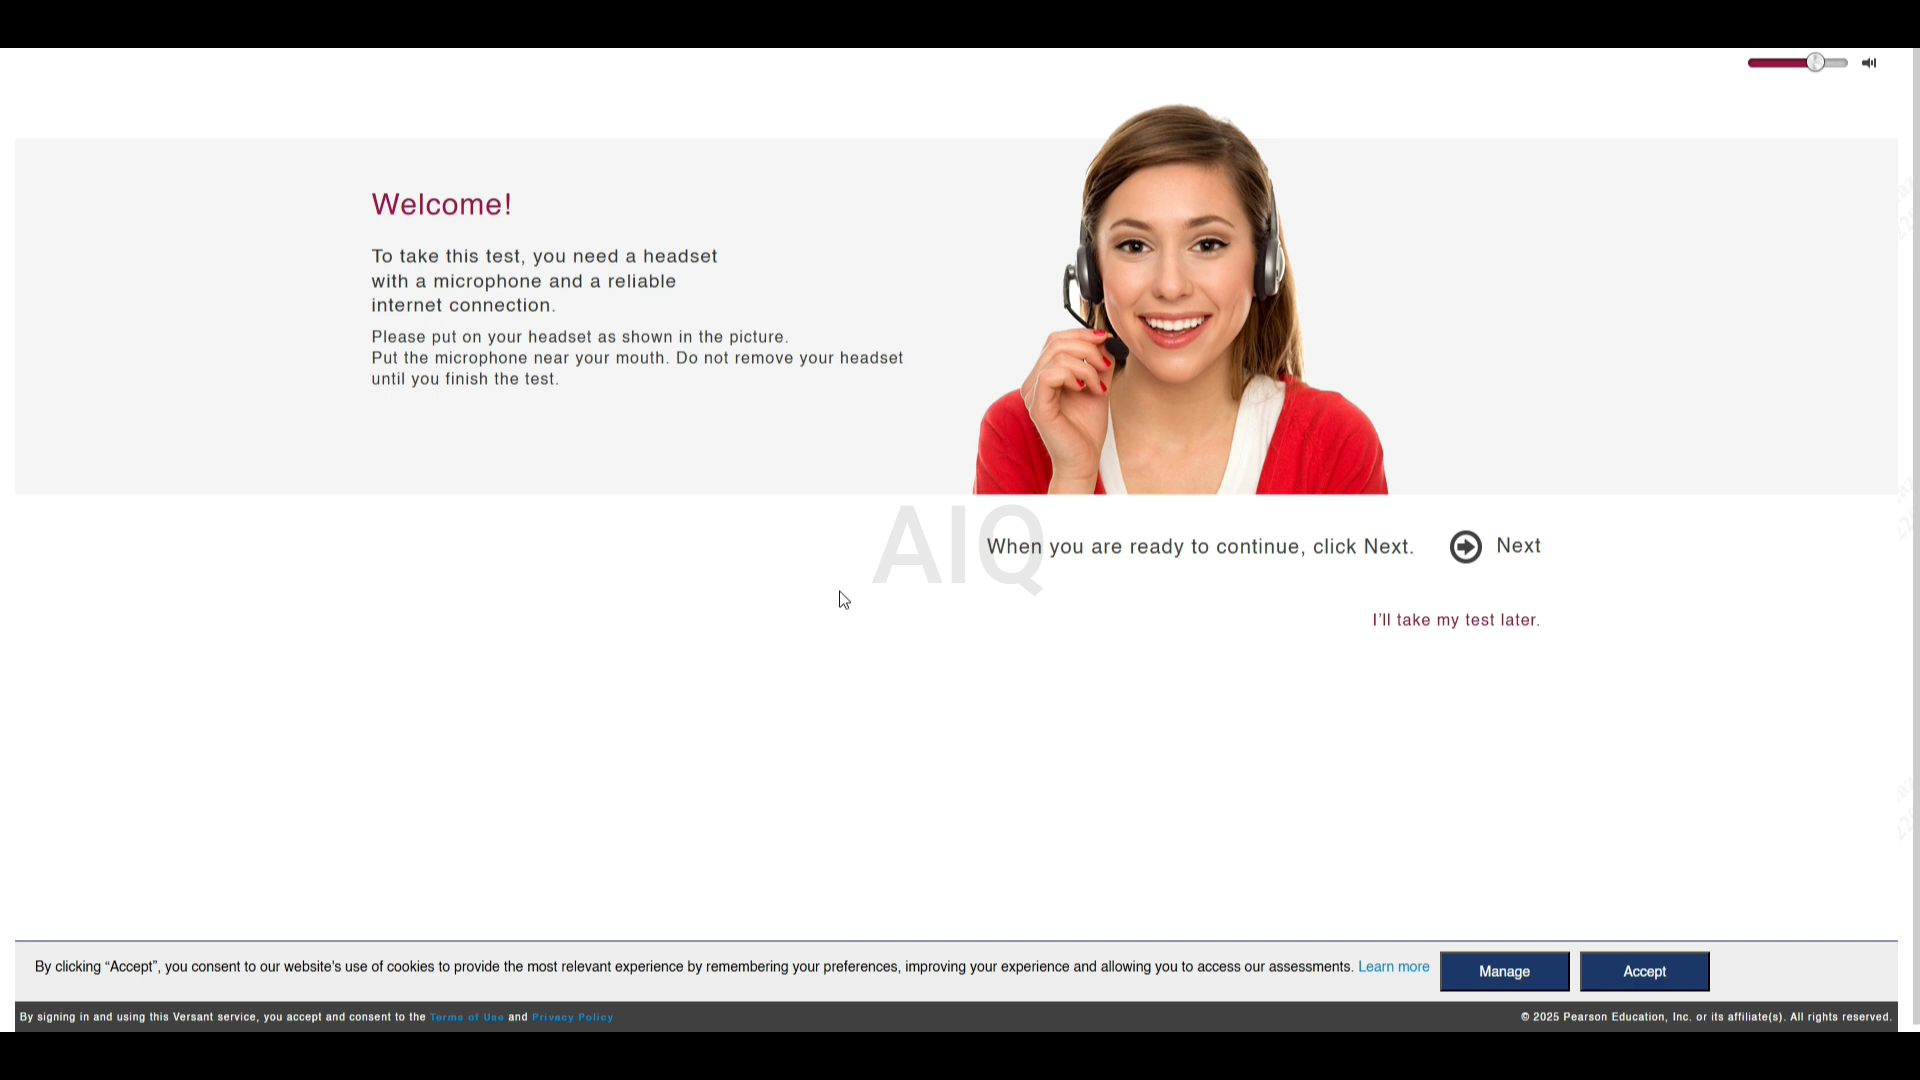 Welcome!
To take this test, you need a headset
with a microphone and a reliable
internet connection.
Please put on your headset as shown in the picture.
Put the microphone near your mouth. Do not remove your headset
until you finish the test.
AIQ
When you are ready to continue, click Next.
Next
I'll take my test later.
By clicking “Accept”, you consent to our website's use of cookies to provide the most relevant experience by remembering your preferences, improving your experience and allowing you to access our assessments. Learn more
Manage
Accept
By signing in and using this Versant service, you accept and consent to the Terms of Use and Privacy Policy
© 2025 Pearson Education, Inc. or its affiliate(s). All rights reserved.